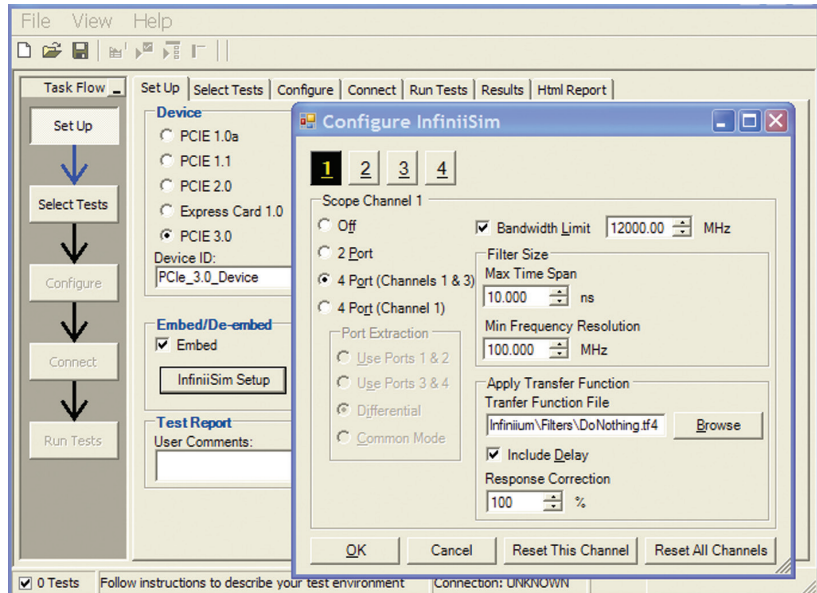 File View Help
Task Flow
Set Up
Select Tests
Configure
Connect
Run Tests
Set Up Select Tests Configure Connect Run Tests Results Html Report
Device
PCIE 1.0a
PCIE 1.1
PCIE 2.0
Express Card 1.0
PCIE 3.0
Device ID:
PCIe_3.0_Device
Embed/De-embed
Embed
InfiniiSim Setup
Test Report
User Comments:
Configure InfiniiSim
1 2 3 4
Scope Channel 1
Off
2 Port
4 Port (Channels 1 & 3)
4 Port (Channel 1)
Port Extraction
Use Ports 1 & 2
Use Ports 3 & 4
Differential
Common Mode
Bandwidth Limit 12000.00 MHz
Filter Size
Max Time Span
10.000 ns
Min Frequency Resolution
100.000 MHz
Apply Transfer Function
Tranfer Function File
Infiniium\Filters\DoNothing.tf4 Browse
Include Delay
Response Correction
100 %
OK Cancel Reset This Channel Reset All Channels
0 Tests Follow instructions to describe your test environment Connection: UNKNOWN